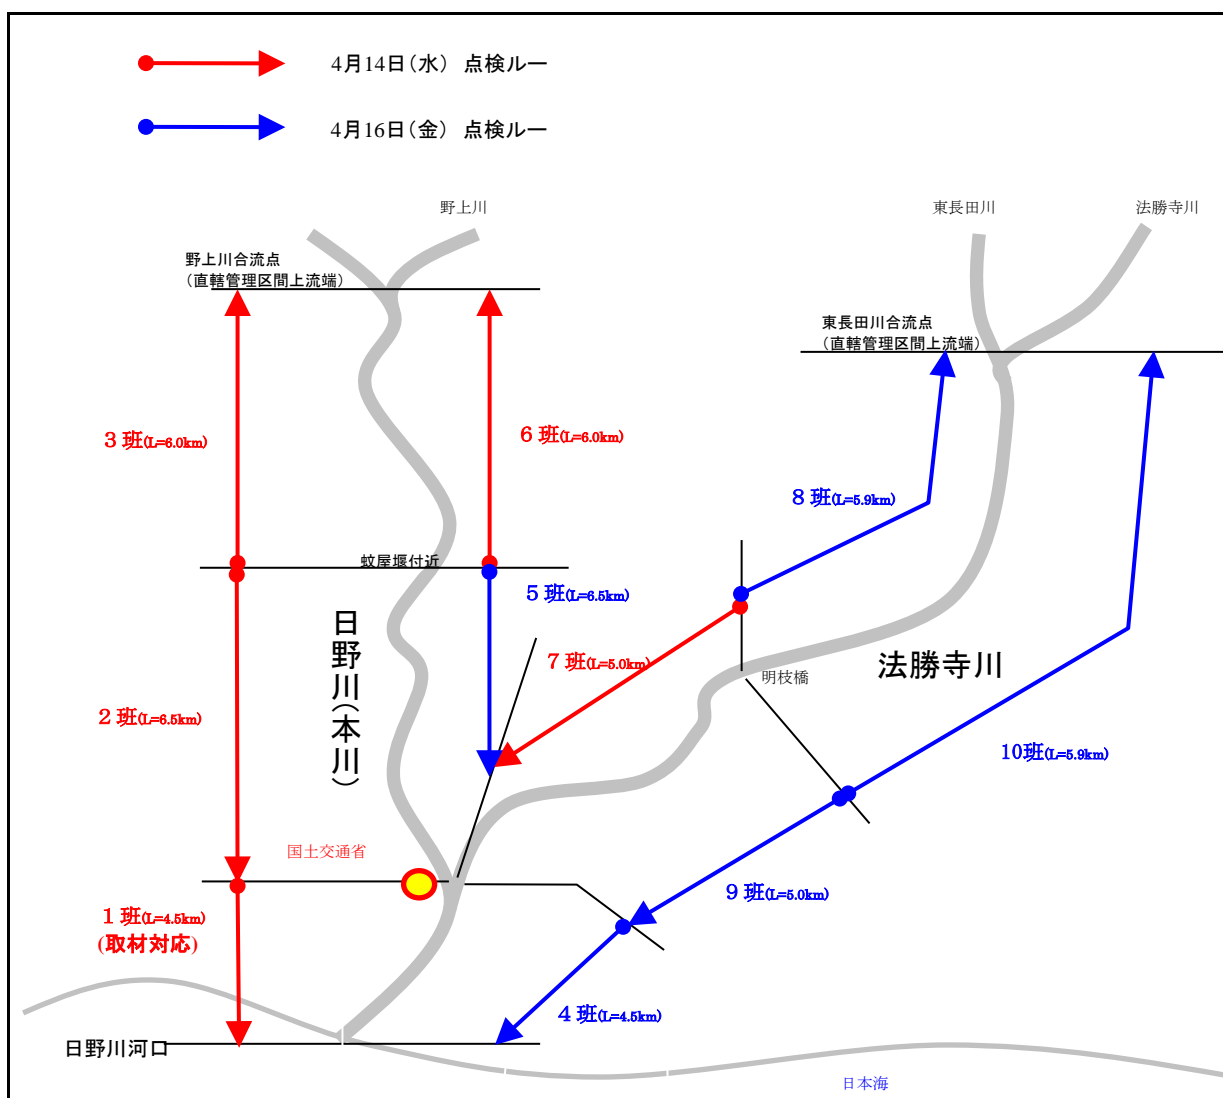 4月14日（水） 点検ルー
4月16日（金） 点検ルー
野上川
東長田川
法勝寺川
野上川合流点
（直轄管理区間上流端）
東長田川合流点
（直轄管理区間上流端）
３班(L=6.0km)
６班(L=6.0km)
８班(L=5.9km)
蚊屋堰付近
５班(L=6.5km)
日野川（本川）
７班(L=5.0km)
法勝寺川
明枝橋
２班(L=6.5km)
10班(L=5.9km)
国土交通省
９班(L=5.0km)
１班(L=4.5km)
(取材対応)
４班(L=4.5km)
日野川河口
日本海